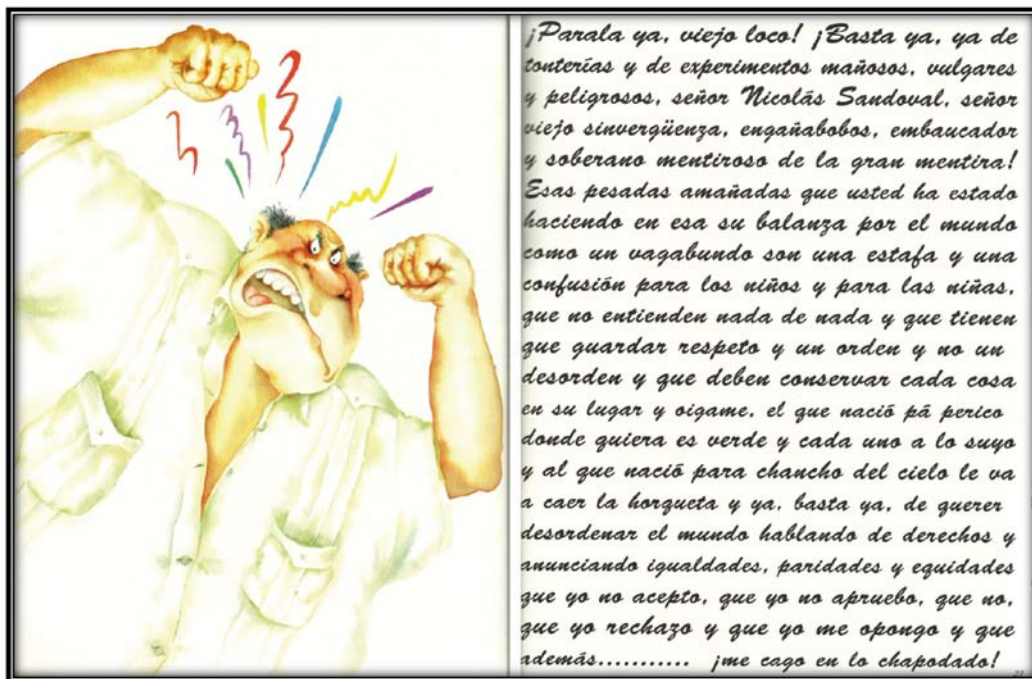 ¡Parala ya, viejo loco! ¡Basta ya, ya de
tonterías y de experimentos mañosos, vulgares
y peligrosos, señor Nicolás Sandoval, señor
viejo sinvergüenza, engañabobos, embaucador
y soberano mentiroso de la gran mentira!
Esas pesadas amañadas que usted ha estado
haciendo en esa su balanza por el mundo
como un vagabundo son una estafa y una
confusión para los niños y para las niñas,
que no entienden nada de nada y que tienen
que guardar respeto y un orden y no un
desorden y que deben conservar cada cosa
en su lugar y oigame, el que nació pá perico
donde quiera es verde y cada uno a lo suyo
y al que nació para chancho del cielo le va
a caer la horqueta y ya, basta ya, de querer
desordenar el mundo hablando de derechos y
anunciando igualdades, paridades y equidades
que yo no acepto, que yo no apruebo, que no,
que yo rechazo y que yo me opongo y que
además........... ¡me cago en lo chapodado!